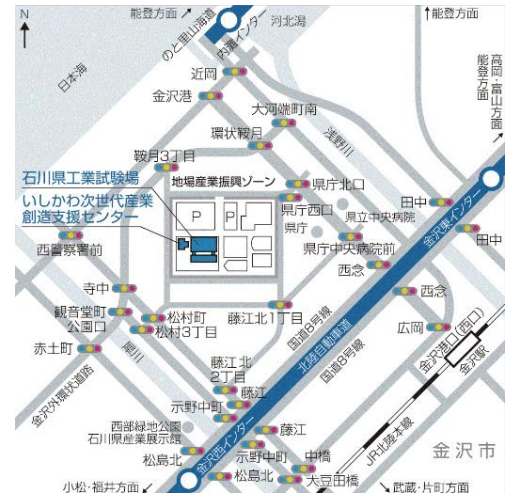 能登方面
河北潟
能登方面
N
のと里山海道
内灘インター
日本海
近岡
高岡・富山方面
能登方面
金沢港
大河端町南
浅野川
環状鞍月
鞍月3丁目
石川県工業試験場
地場産業振興ゾーン
県庁北口
いしかわ次世代産業
創造支援センター
P
P
県庁西口
県立中央病院
田中
県庁
金沢東インター
西警察署前
県庁中央病院前
田中
西念
寺中
西念
観音堂町
公園口
松村町
藤江北1丁目
松村3丁目
国道8号線
広岡
金沢港口(西口)
赤土町
犀川
北陸自動車道
国道8号線
金沢駅
藤江北
2丁目
藤江
金沢外環状道路
示野中町
西部緑地公園
石川県産業展示館
藤江
JR北陸本線
金沢市
金沢西インター
示野中町
松島北
中橋
松島北
大豆田橋
小松・福井方面
武蔵・片町方面